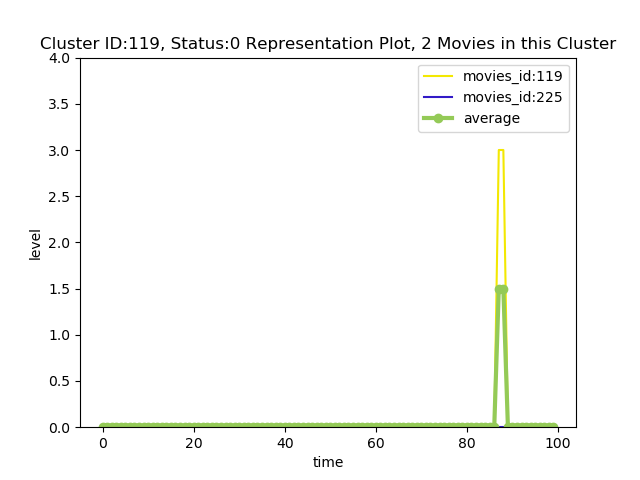 Cluster ID:119, Status:0 Representation Plot, 2 Movies in this Cluster
movies_id:119
movies_id:225
average
4.0
3.5
3.0
2.5
2.0
1.5
1.0
0.5
0.0
level
0 20 40 60 80 100
time